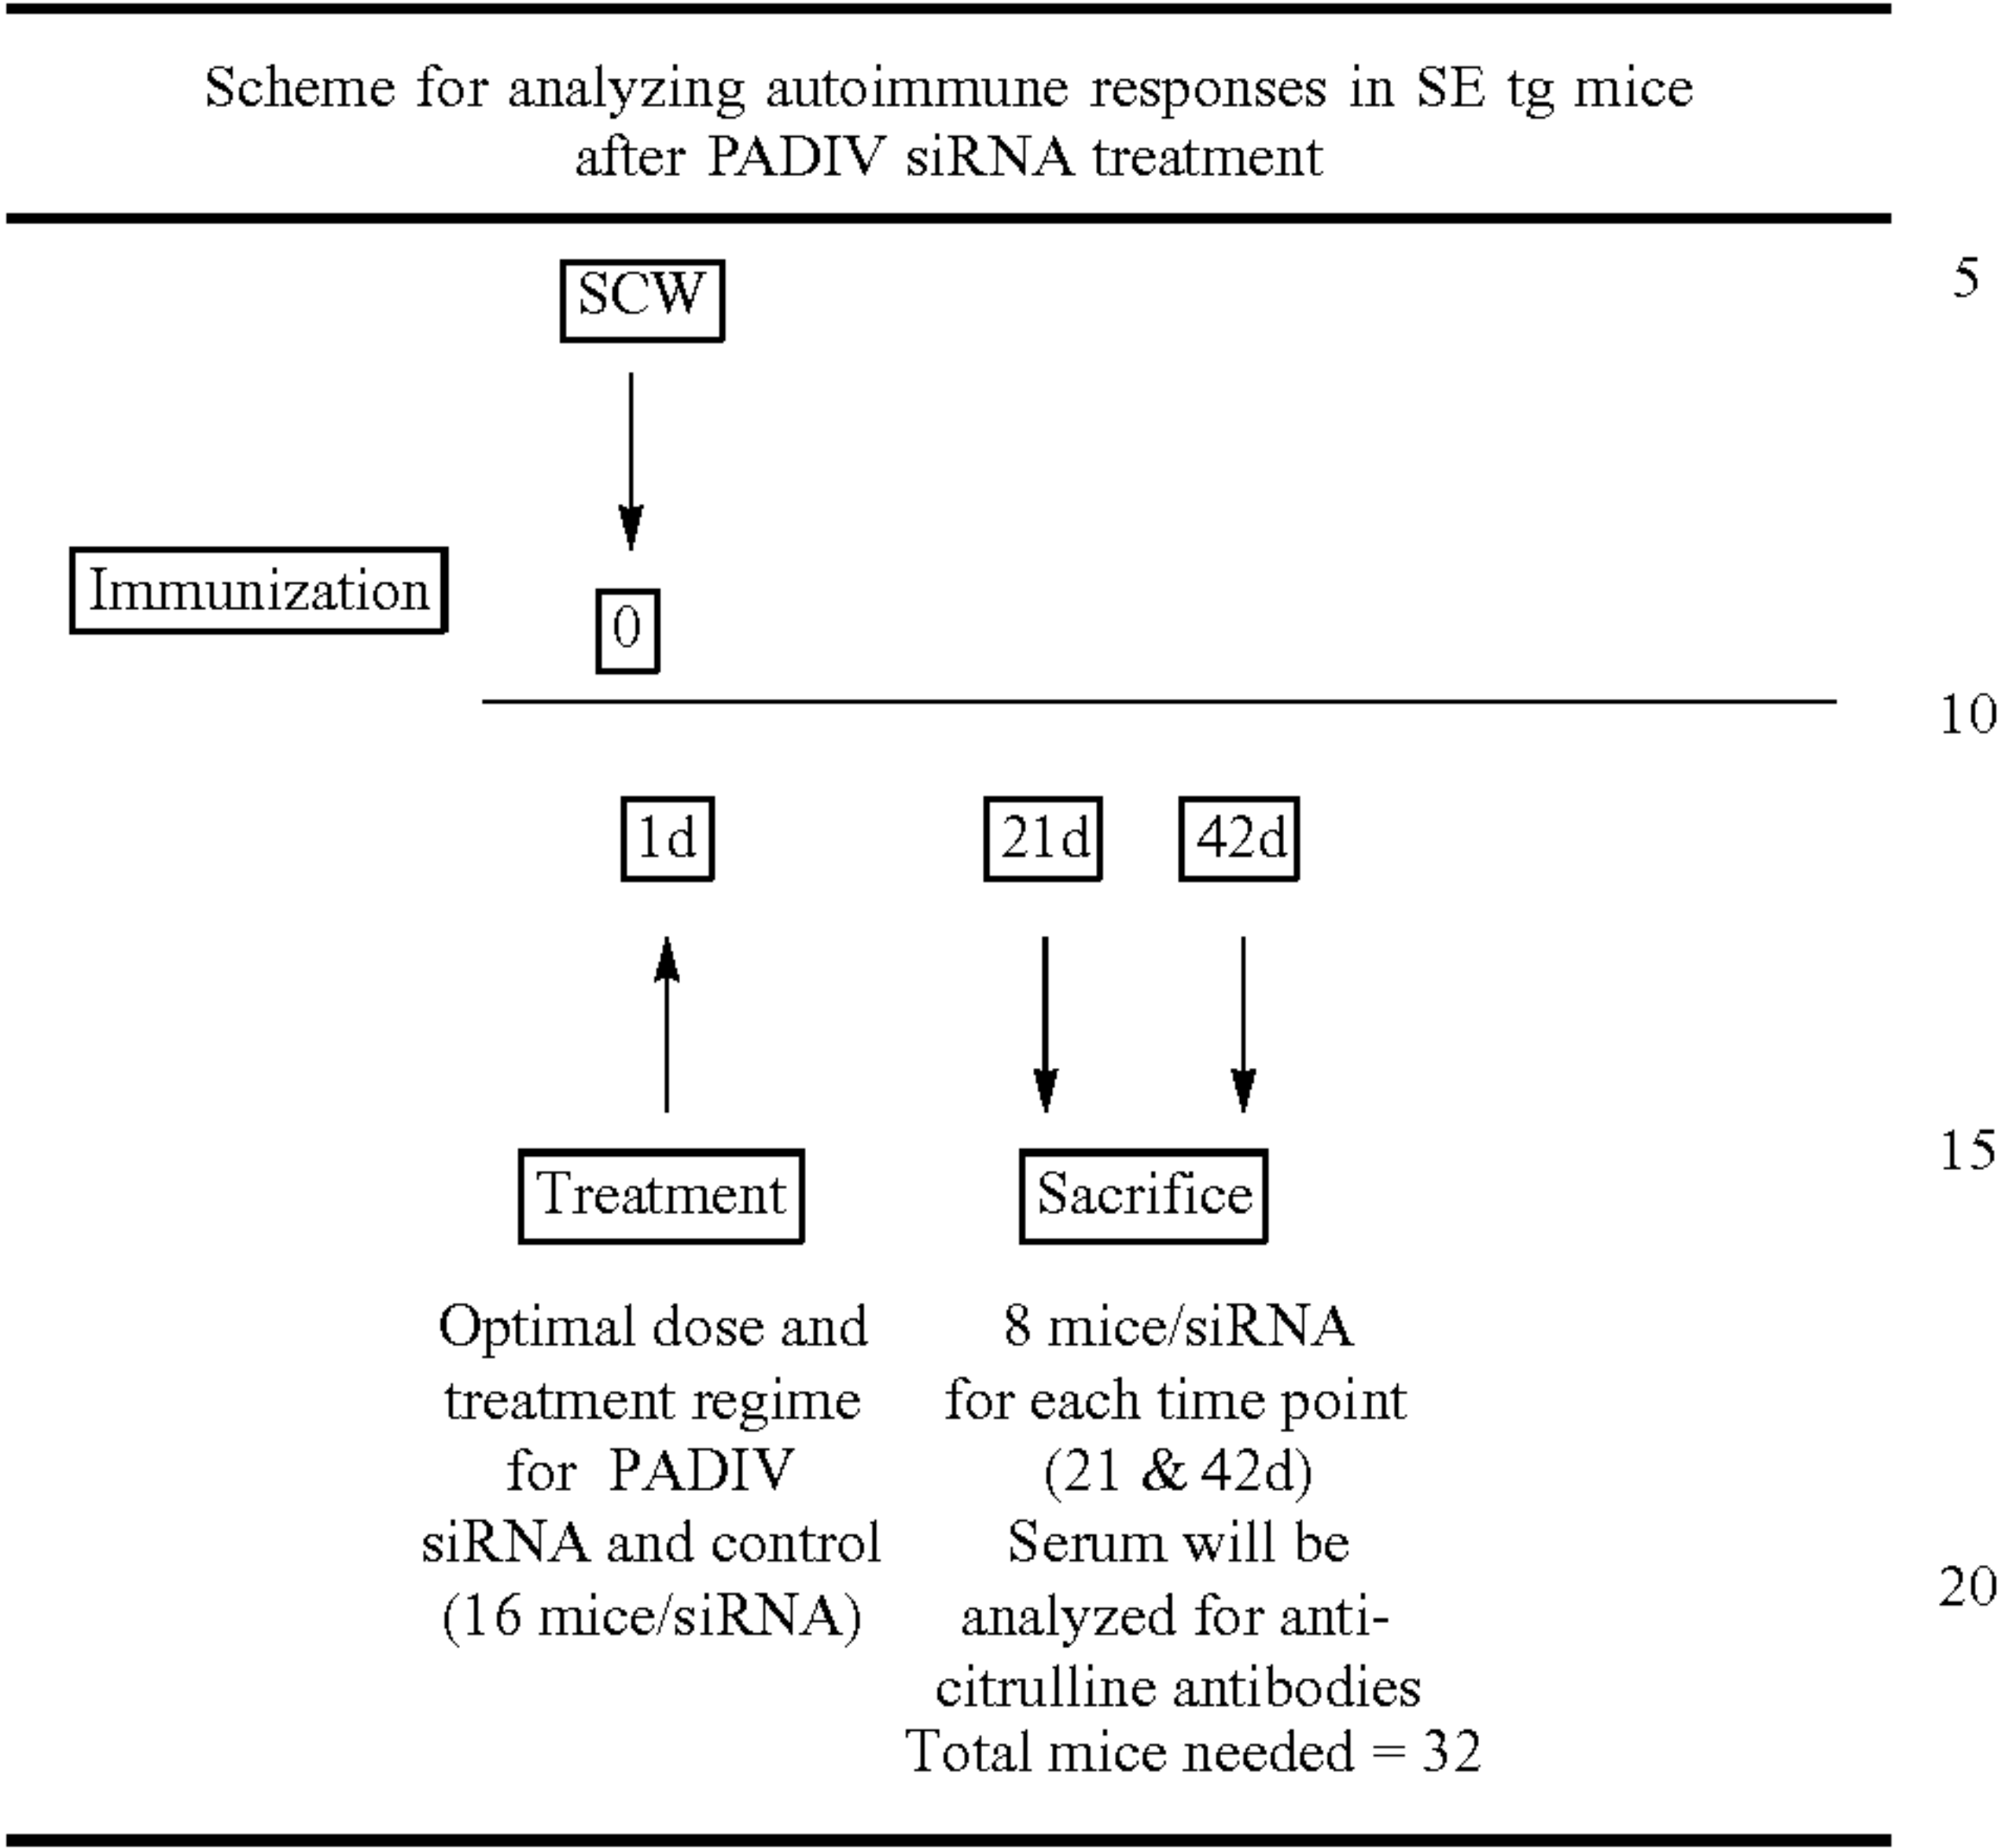 Scheme for analyzing autoimmune responses in SE tg mice
after PADIV siRNA treatment
SCW
5
Immunization
0
10
1d
21d
42d
15
Treatment
Sacrifice
Optimal dose and
treatment regime
for PADIV
siRNA and control
(16 mice/siRNA)
8 mice/siRNA
for each time point
(21 & 42d)
Serum will be
analyzed for anti-
citrulline antibodies
Total mice needed = 32
20